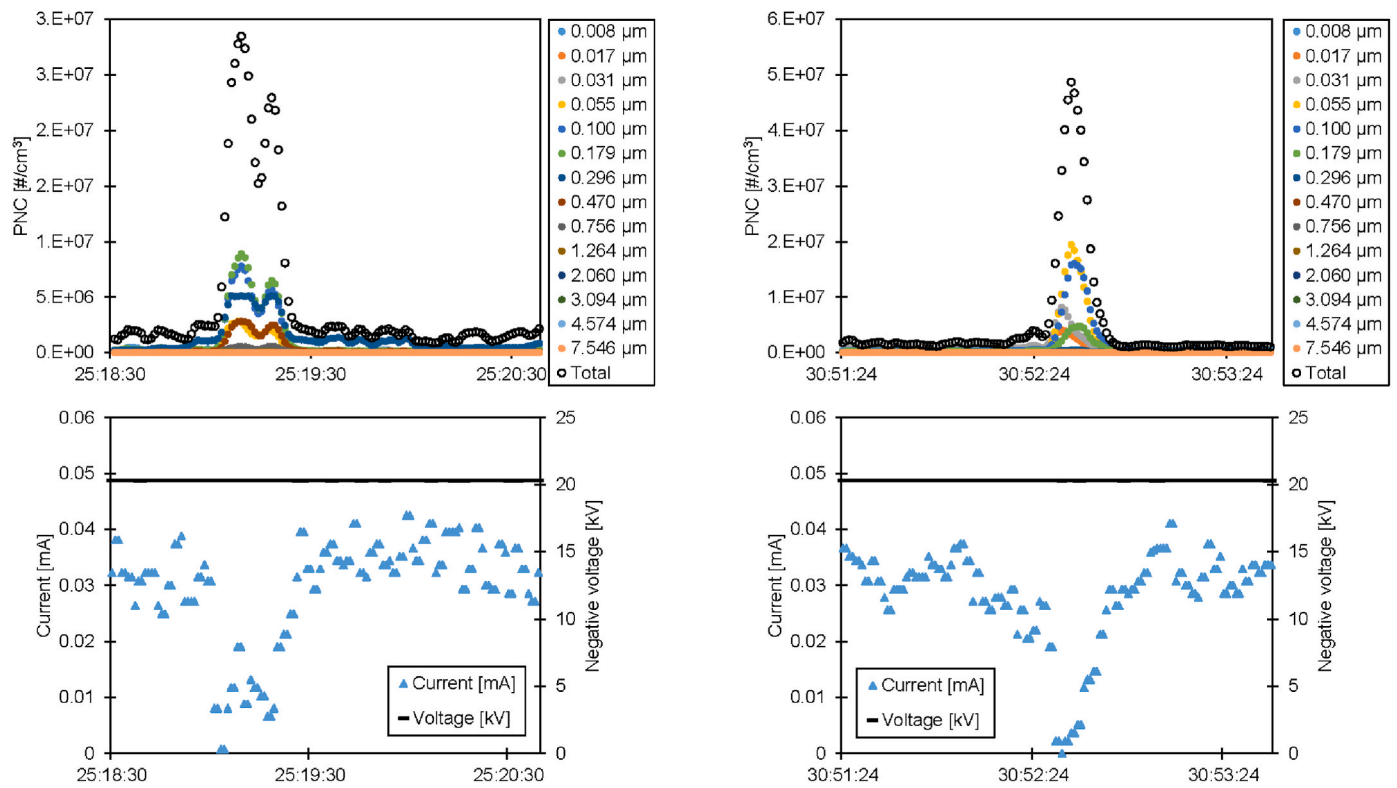 3.E+07
3.E+07
2.E+07
2.E+07
1.E+07
5.E+06
0.E+00
PNC [#/cm³]
25:18:30
25:19:30
25:20:30
0.008 µm
0.017 µm
0.031 µm
0.055 µm
0.100 µm
0.179 µm
0.296 µm
0.470 µm
0.756 µm
1.264 µm
2.060 µm
3.094 µm
4.574 µm
7.546 µm
Total
6.E+07
5.E+07
4.E+07
3.E+07
2.E+07
1.E+07
0.E+00
PNC [#/cm³]
30:51:24
30:52:24
30:53:24
0.008 µm
0.017 µm
0.031 µm
0.055 µm
0.100 µm
0.179 µm
0.296 µm
0.470 µm
0.756 µm
1.264 µm
2.060 µm
3.094 µm
4.574 µm
7.546 µm
Total
0.06
0.05
0.04
0.03
0.02
0.01
0
Current [mA]
25
20
15
10
5
0
Negative voltage [kV]
Current [mA]
Voltage [kV]
25:18:30
25:19:30
25:20:30
0.06
0.05
0.04
0.03
0.02
0.01
0
Current [mA]
25
20
15
10
5
0
Negative voltage [kV]
Current [mA]
Voltage [kV]
30:51:24
30:52:24
30:53:24